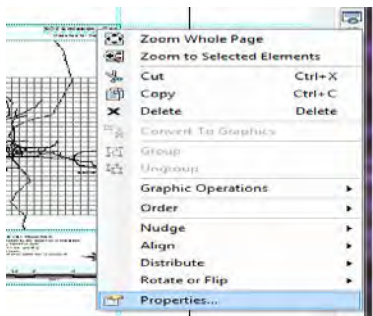 Zoom Whole Page
Zoom to Selected Elements
Cut Ctrl+X
Copy Ctrl+C
Delete Delete
Convert To Graphics
Group
Ungroup
Graphic Operations
Order
Nudge
Align
Distribute
Rotate or Flip
Properties...